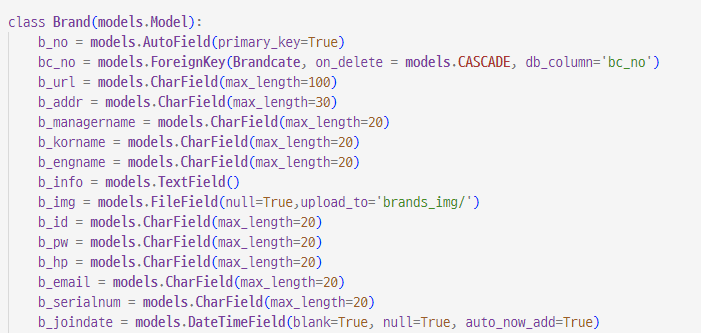 class Brand(models.Model):
b_no = models.AutoField(primary_key=True)
bc_no = models.ForeignKey(Brandcate, on_delete = models.CASCADE, db_column='bc_no')
b_url = models.CharField(max_length=100)
b_addr = models.CharField(max_length=30)
b_managername = models.CharField(max_length=20)
b_korname = models.CharField(max_length=20)
b_engname = models.CharField(max_length=20)
b_info = models.TextField()
b_img = models.FileField(null=True,upload_to='brands_img/')
b_id = models.CharField(max_length=20)
b_pw = models.CharField(max_length=20)
b_hp = models.CharField(max_length=20)
b_email = models.CharField(max_length=20)
b_serialnum = models.CharField(max_length=20)
b_joindate = models.DateTimeField(blank=True, null=True, auto_now_add=True)